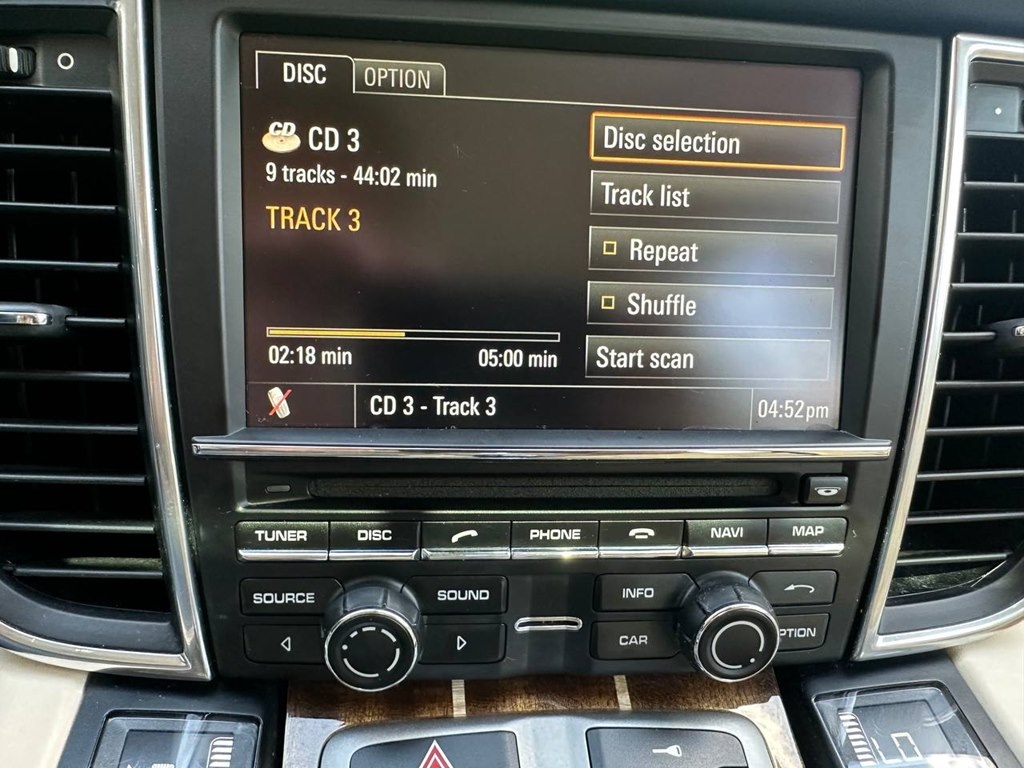 DISC OPTION
CD CD 3
9 tracks - 44:02 min
TRACK 3
02:18 min 05:00 min
Disc selection
Track list
Repeat
Shuffle
Start scan
CD 3 - Track 3 04:52pm
TUNER DISC PHONE NAVI MAP
SOURCE SOUND INFO
CAR PTION
LO